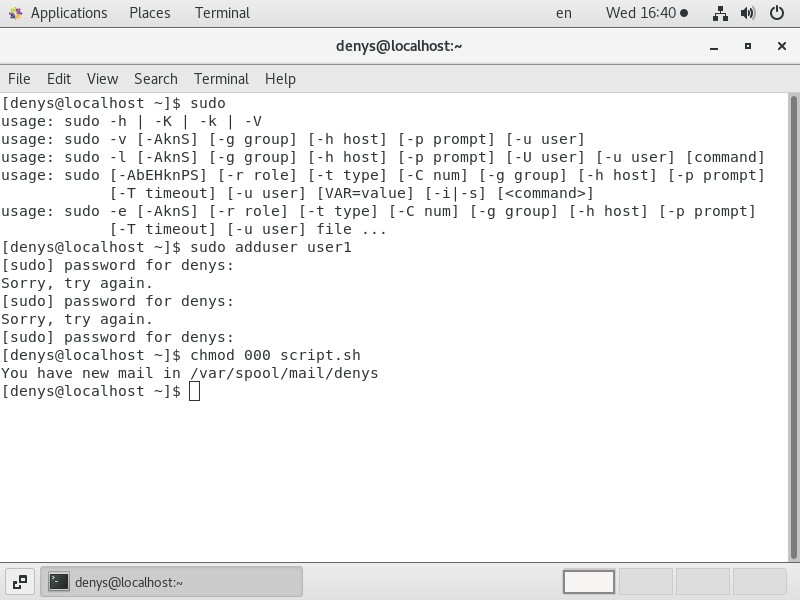 Applications Places Terminal en Wed 16:40
denys@localhost:~
File Edit View Search Terminal Help
[denys@localhost ~]$ sudo
usage: sudo -h | -K | -k | -V
usage: sudo -v [-AknS] [-g group] [-h host] [-p prompt] [-u user]
usage: sudo -l [-AknS] [-g group] [-h host] [-p prompt] [-U user] [-u user] [command]
usage: sudo [-AbEHknPS] [-r role] [-t type] [-C num] [-g group] [-h host] [-p prompt]
            [-T timeout] [-u user] [VAR=value] [-i|-s] [<command>]
usage: sudo -e [-AknS] [-r role] [-t type] [-C num] [-g group] [-h host] [-p prompt]
            [-T timeout] [-u user] file ...
[denys@localhost ~]$ sudo adduser user1
[sudo] password for denys:
Sorry, try again.
[sudo] password for denys:
Sorry, try again.
[sudo] password for denys:
[denys@localhost ~]$ chmod 000 script.sh
You have new mail in /var/spool/mail/denys
[denys@localhost ~]$
denys@localhost:~